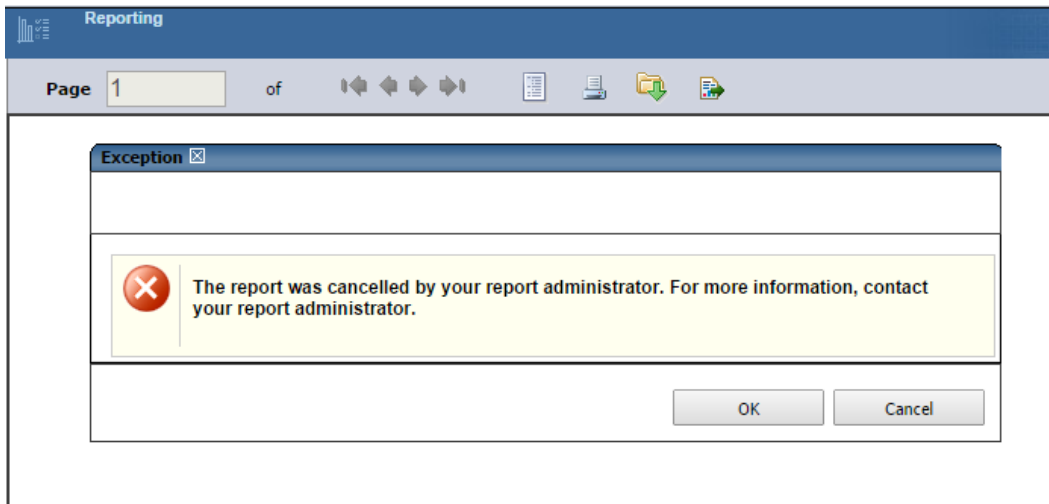 Reporting
Page 1 of
Exception
The report was cancelled by your report administrator. For more information, contact
your report administrator.
OK Cancel